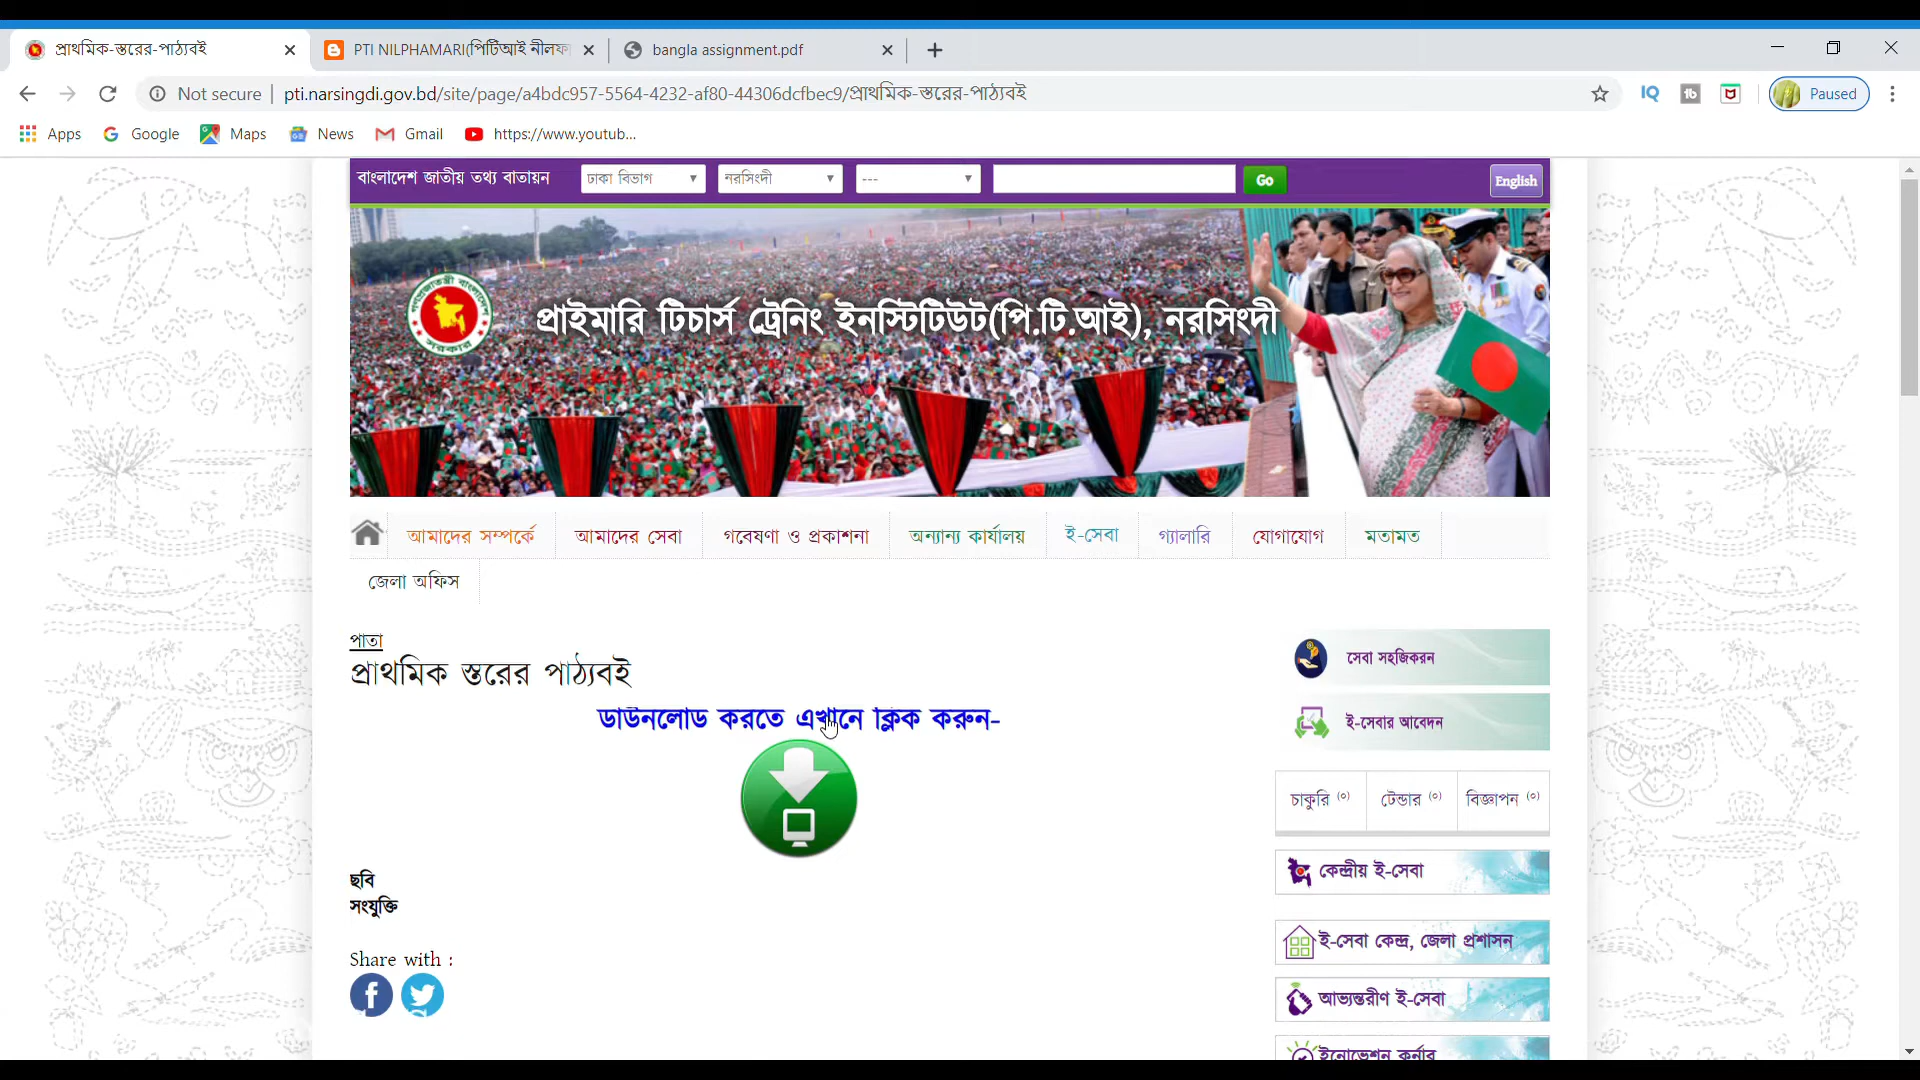 প্রাথমিক-স্তরের-পাঠ্যবই
PTI NILPHAMARI(পিটিআই নীলফা
bangla assignment.pdf
Not secure
pti.narsingdi.gov.bd/site/page/a4bdc957-5564-4232-af80-44306dcfbec9/প্রাথমিক-স্তরের-পাঠ্যবই
IQ
Paused
Apps
Google
Maps
News
Gmail
https://www.youtub...
বাংলাদেশ জাতীয় তথ্য বাতায়ন
ঢাকা বিভাগ
নরসিংদী
---
Go
English
প্রাইমারি টিচার্স ট্রেনিং ইনস্টিটিউট(পি.টি.আই), নরসিংদী
আমাদের সম্পর্কে
আমাদের সেবা
গবেষণা ও প্রকাশনা
অন্যান্য কার্যালয়
ই-সেবা
গ্যালারি
যোগাযোগ
মতামত
জেলা অফিস
পাতা
প্রাথমিক স্তরের পাঠ্যবই
ডাউনলোড করতে এখানে ক্লিক করুন-
ছবি
সংযুক্তি
Share with :
সেবা সহজিকরন
ই-সেবার আবেদন
চাকুরি (০)
টেন্ডার (০)
বিজ্ঞাপন (০)
কেন্দ্রীয় ই-সেবা
ই-সেবা কেন্দ্র, জেলা প্রশাসন
আভ্যন্তরীণ ই-সেবা
ইনোভেশন কর্নার